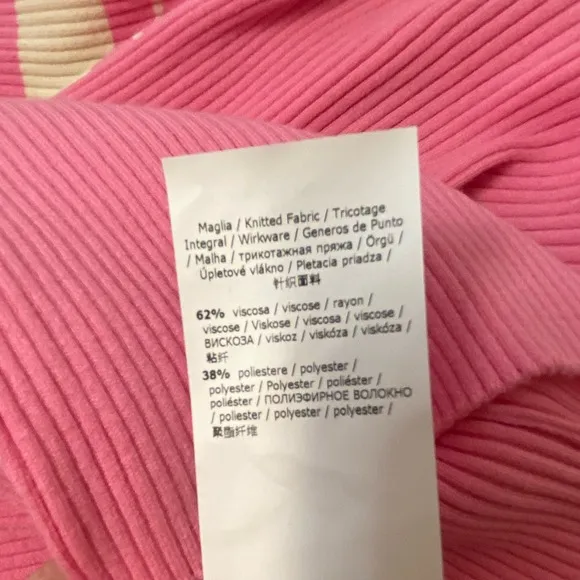 Maglia / Knitted Fabric / Tricotage
Integral / Wirkware / Generos de Punto
/ Malha / трикотажная пряжа / Örgü /
Úpletové vlákno / Pletacia priadza /
针织面料
62% viscosa / viscose / rayon /
viscose / Viskose / viscosa / viscose /
ВИСКОЗА / viskoz / viskóza / viskóza /
粘纤
38% poliestere / polyester /
polyester / Polyester / poliéster /
poliéster / ПОЛИЭФИРНОЕ ВОЛОКНО
/ poliester / polyester / polyester /
聚酯纤维